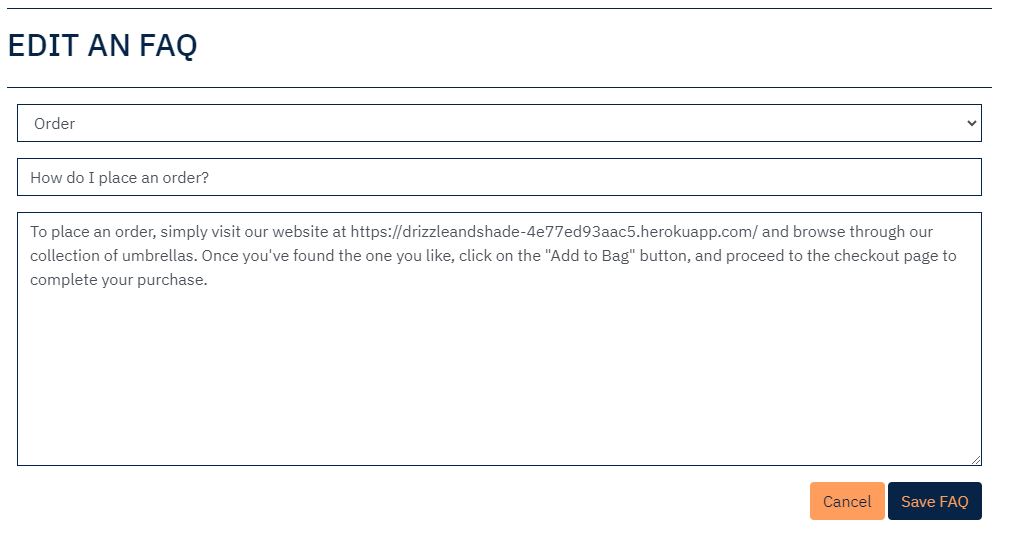 EDIT AN FAQ
Order
How do I place an order?
To place an order, simply visit our website at https://drizzleandshade-4e77ed93aac5.herokuapp.com/ and browse through our
collection of umbrellas. Once you've found the one you like, click on the "Add to Bag" button, and proceed to the checkout page to
complete your purchase.
Cancel
Save FAQ